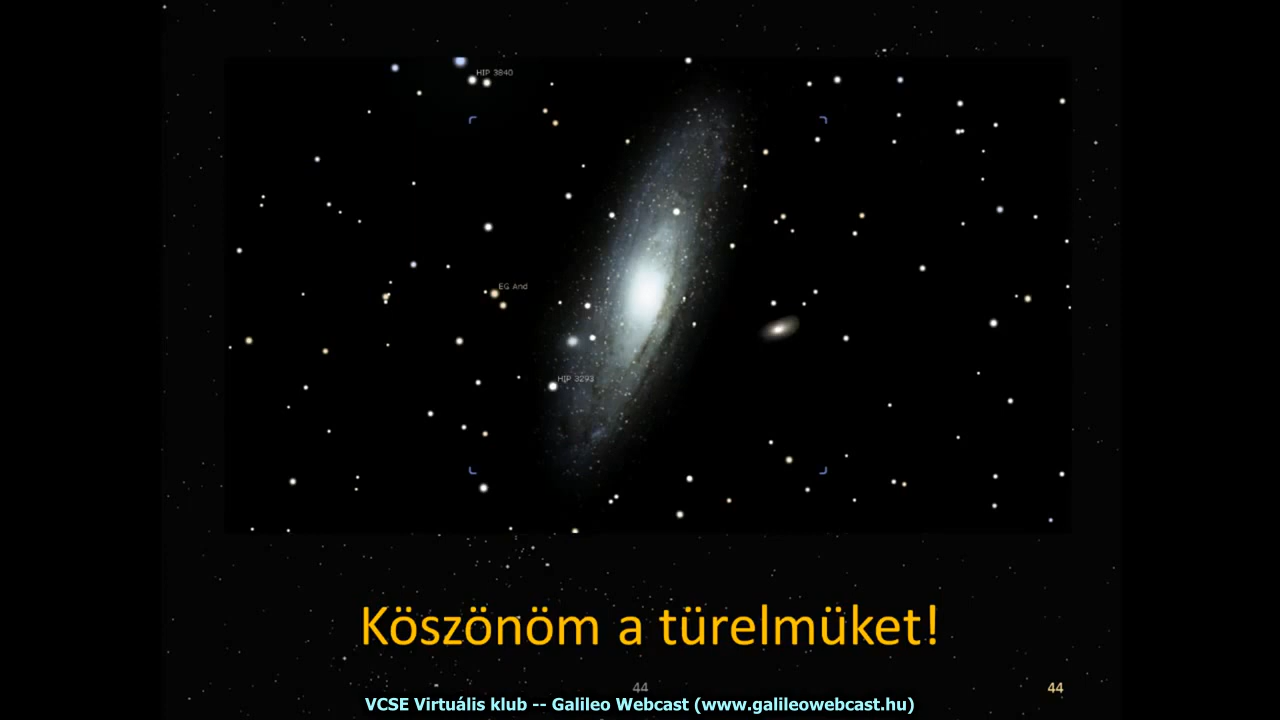 HIP 3840
EG And
HIP 3293
Köszönöm a türelmüket!
44
44
VCSE Virtuális klub -- Galileo Webcast (www.galileowebcast.hu)